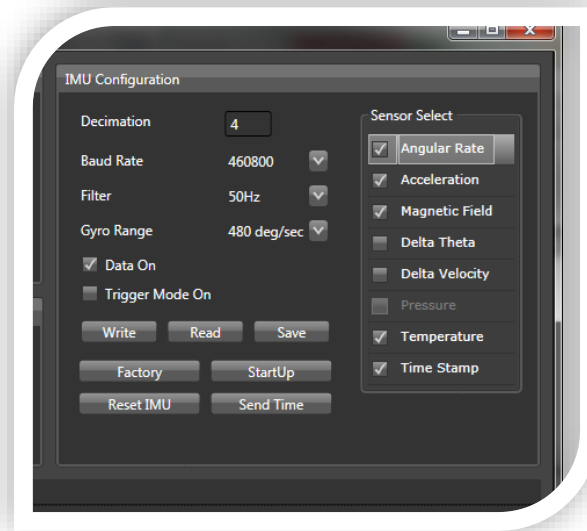 IMU Configuration
Decimation 4
Baud Rate 460800
Filter 50Hz
Gyro Range 480 deg/sec
Data On
Trigger Mode On
Write Read Save
Factory StartUp
Reset IMU Send Time
Sensor Select
Angular Rate
Acceleration
Magnetic Field
Delta Theta
Delta Velocity
Pressure
Temperature
Time Stamp